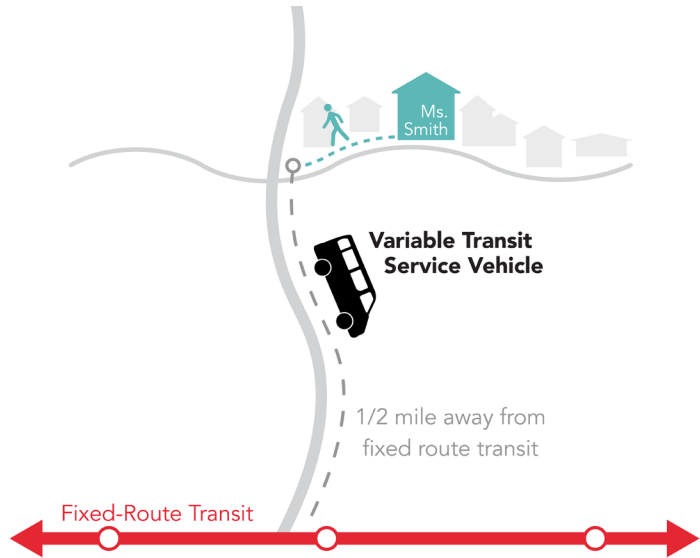 Ms.
Smith
Variable Transit
Service Vehicle
1/2 mile away from
fixed route transit
Fixed-Route Transit